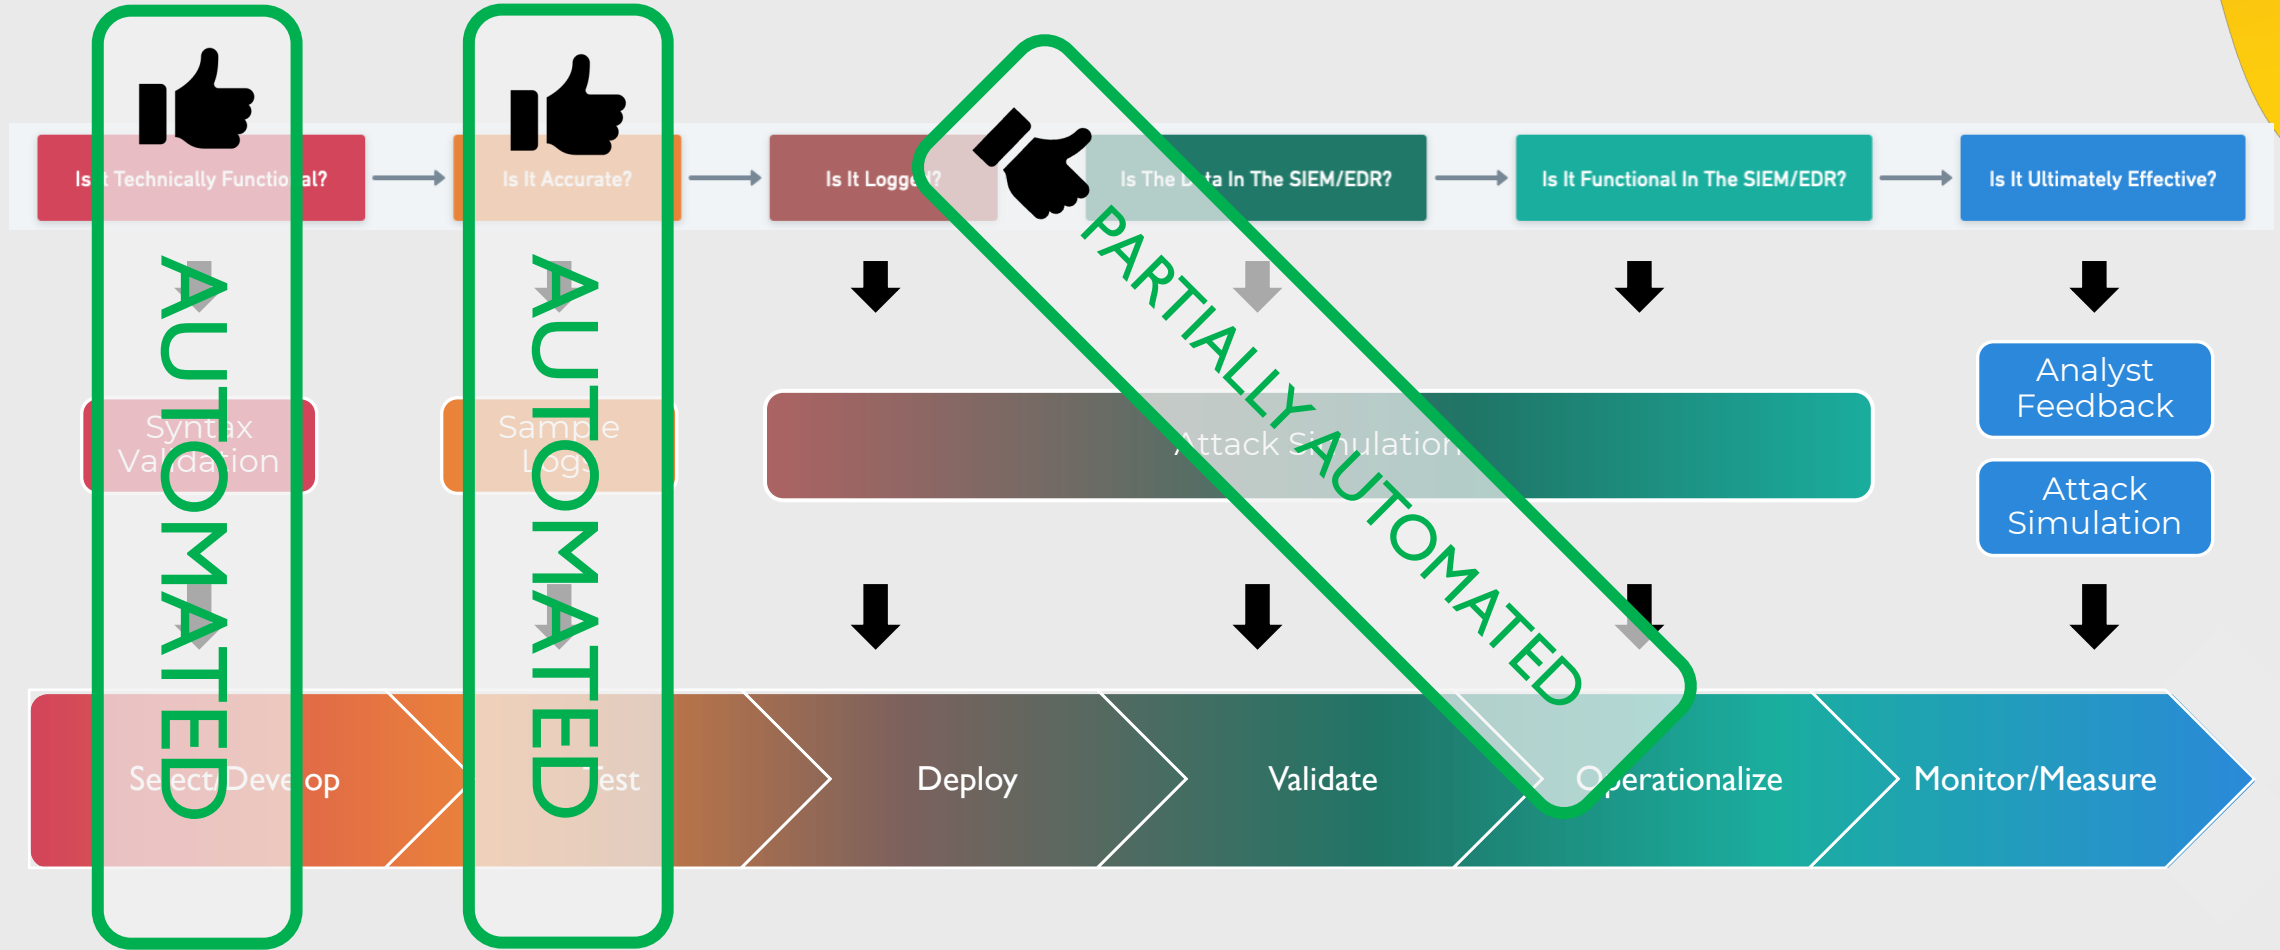 Is It Technically Functional?
Is It Accurate?
Is It Logged?
Is The Data In The SIEM/EDR?
Is It Functional In The SIEM/EDR?
Is It Ultimately Effective?
AUTOMATED
AUTOMATED
PARTIALLY AUTOMATED
Syntax
Validation
Sample
Logs
Attack Simulation
Analyst
Feedback
Attack
Simulation
Select/Develop
Test
Deploy
Validate
Operationalize
Monitor/Measure